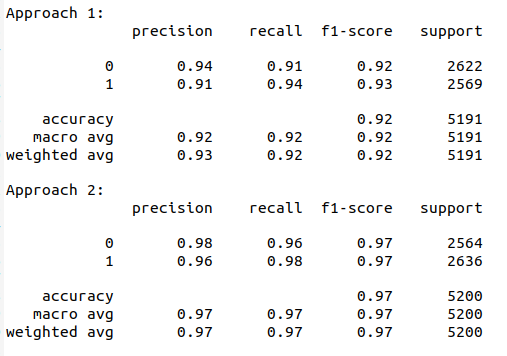 Approach 1:
precision recall f1-score support
0 0.94 0.91 0.92 2622
1 0.91 0.94 0.93 2569
accuracy 0.92 5191
macro avg 0.92 0.92 0.92 5191
weighted avg 0.93 0.92 0.92 5191
Approach 2:
precision recall f1-score support
0 0.98 0.96 0.97 2564
1 0.96 0.98 0.97 2636
accuracy 0.97 5200
macro avg 0.97 0.97 0.97 5200
weighted avg 0.97 0.97 0.97 5200